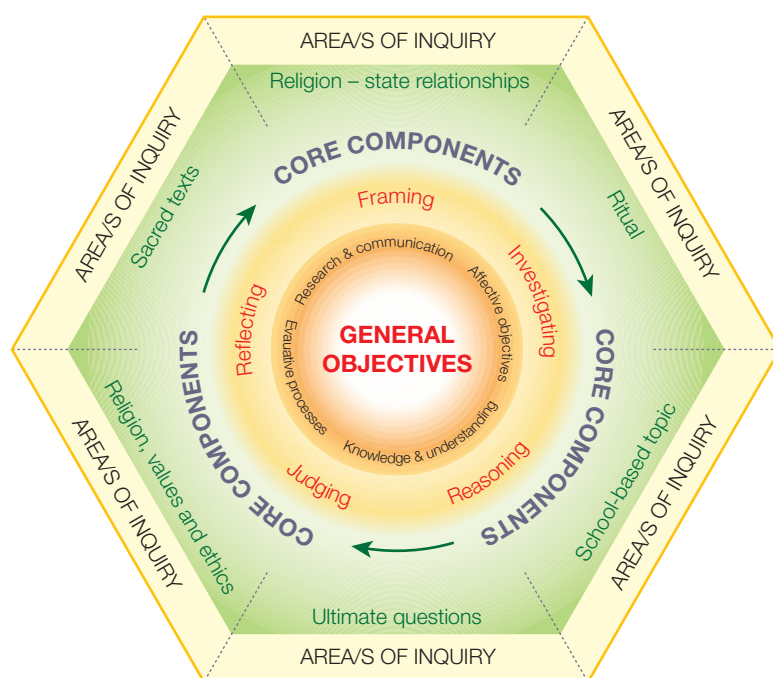 AREA/S OF INQUIRY
Religion – state relationships
AREA/S OF INQUIRY
Ritual
AREA/S OF INQUIRY
School-based topic
AREA/S OF INQUIRY
Ultimate questions
AREA/S OF INQUIRY
Religion, values and ethics
AREA/S OF INQUIRY
Sacred texts
CORE COMPONENTS
CORE COMPONENTS
CORE COMPONENTS
Framing
Investigating
Reasoning
Judging
Reflecting
Research & communication
Affective objectives
Knowledge & understanding
Evaluative processes
GENERAL
OBJECTIVES